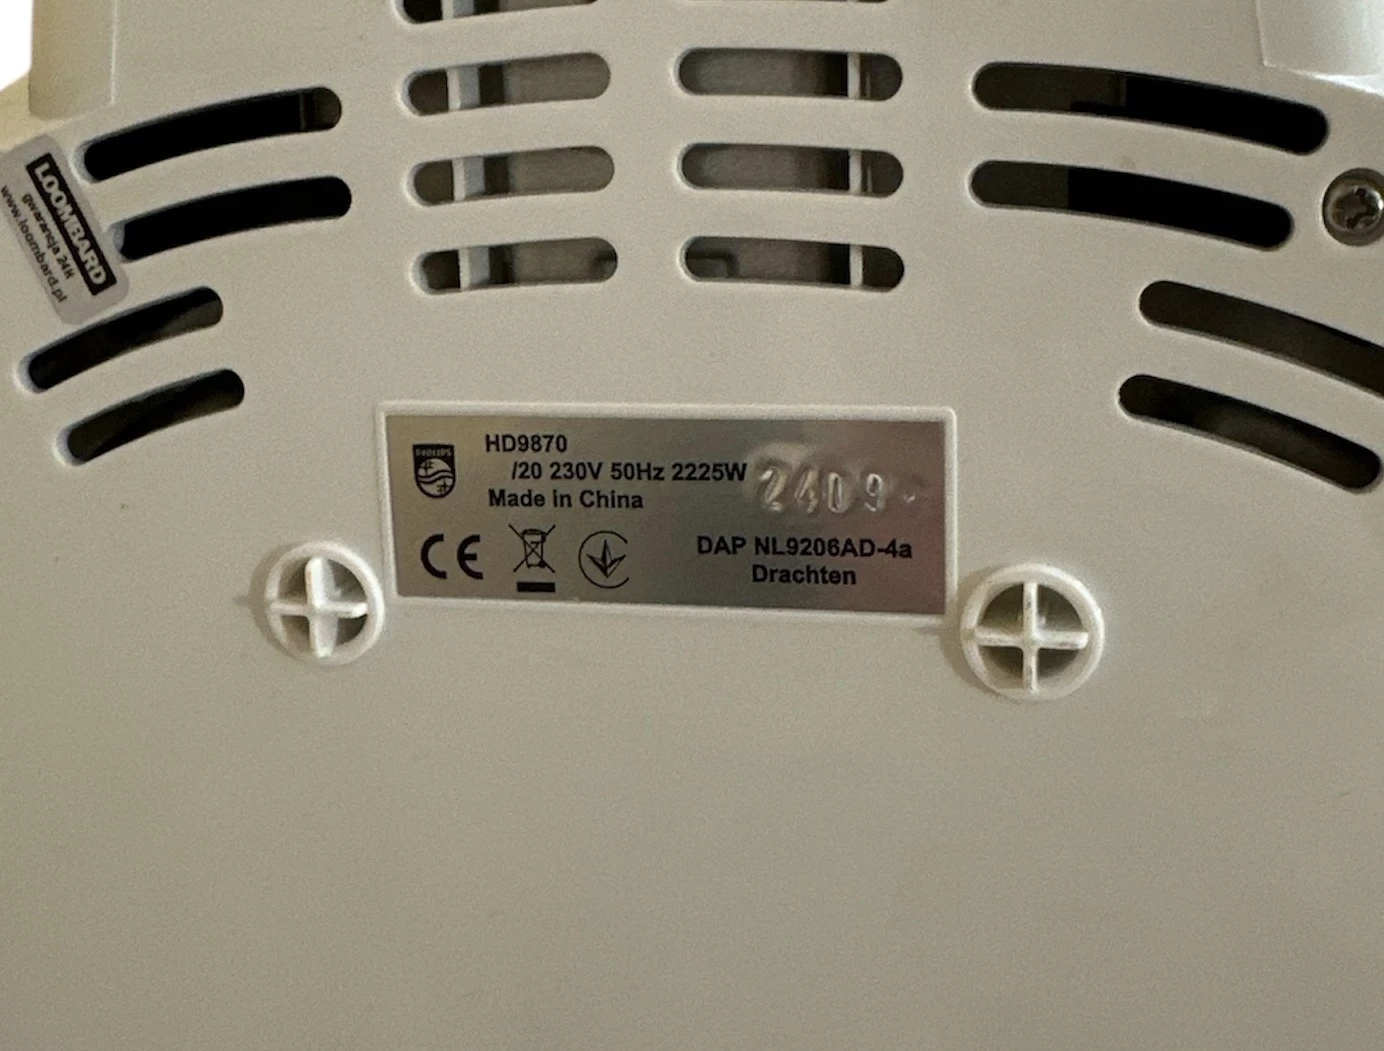 LOOMBARD
gwarancja 24H
www.loombard.pl
PHILIPS
HD9870
/20 230V 50Hz 2225W
2409
Made in China
CE
DAP NL9206AD-4a
Drachten